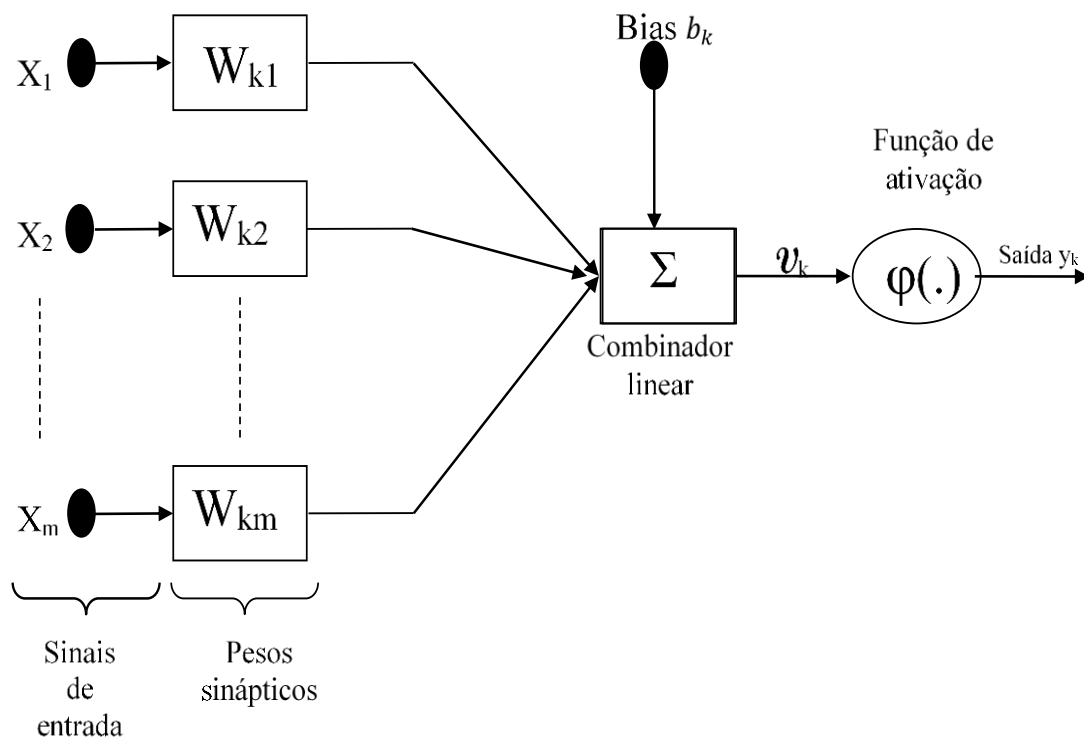 X1
Wk1
Bias bk
X2
Wk2
Função de
ativação
Σ
𝒗k
φ(.)
Saída yk
Combinador
linear
Xm
Wkm
Sinais
de
entrada
Pesos
sinápticos